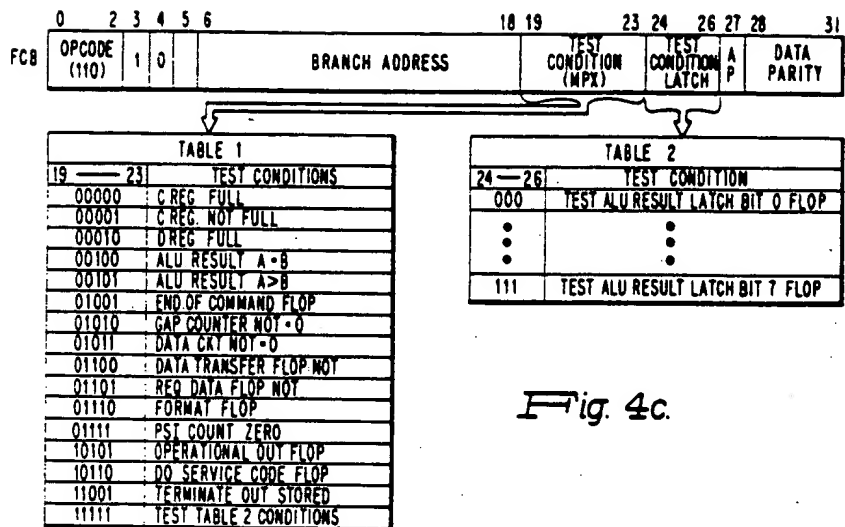 0 2 3 4 5 6 18 19 23 24 26 27 28 31
FCB OPCODE (110) 1 0 BRANCH ADDRESS TEST CONDITION (MPX) TEST CONDITION LATCH A P DATA PARITY
TABLE 1
19 — 23 TEST CONDITIONS
00000 C REG FULL
00001 C REG. NOT FULL
00010 D REG FULL
00100 ALU RESULT A=B
00101 ALU RESULT A>B
01001 END OF COMMAND FLOP
01010 GAP COUNTER NOT=0
01011 DATA CKT NOT=0
01100 DATA TRANSFER FLOP NOT
01101 REQ DATA FLOP NOT
01110 FORMAT FLOP
01111 PSI COUNT ZERO
10101 OPERATIONAL OUT FLOP
10110 DO SERVICE CODE FLOP
11001 TERMINATE OUT STORED
11111 TEST TABLE 2 CONDITIONS
TABLE 2
24 — 26 TEST CONDITION
000 TEST ALU RESULT LATCH BIT 0 FLOP
111 TEST ALU RESULT LATCH BIT 7 FLOP
Fig. 4c.